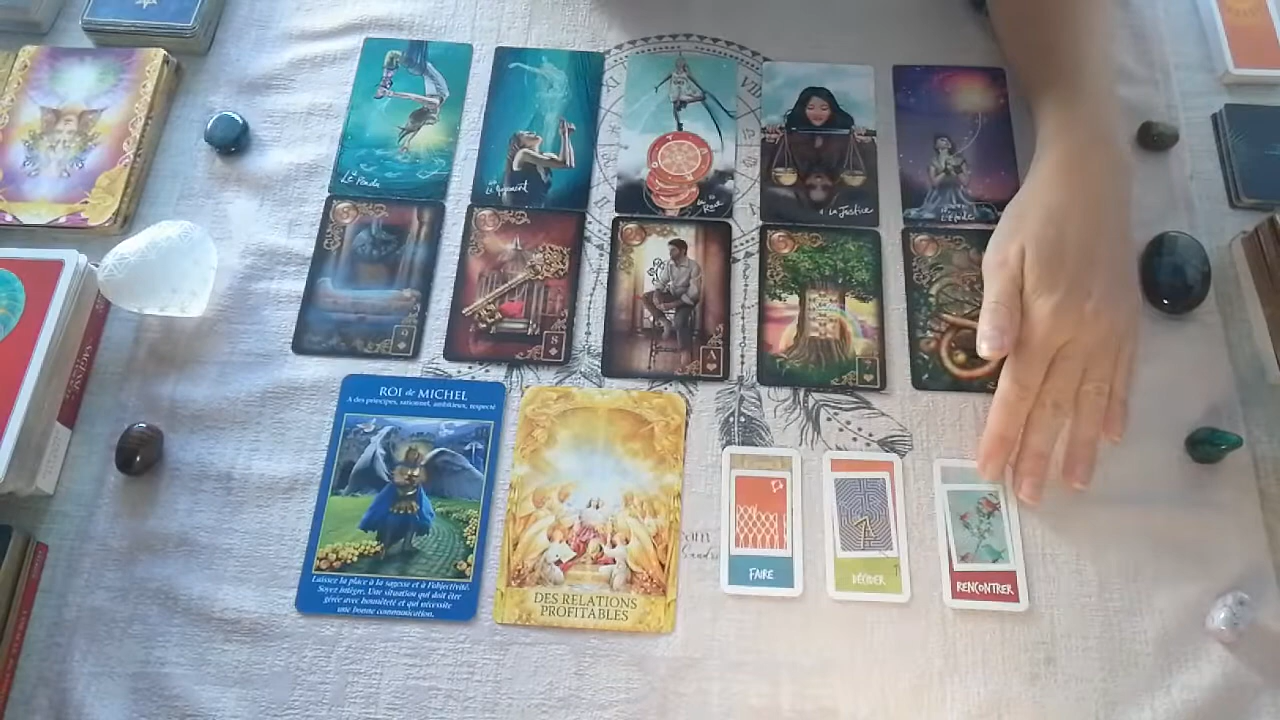 Le Pendu
Le Jugement
La Roue
La Justice
L'étoile
9
8
A
ROI de MICHEL
A des principes, rationnel, ambitieux, respecté
Laissez la place à la sagesse et à l'objectivité.
Soyez intègre. Une situation qui doit être
gérée avec honnêteté et qui nécessite
une bonne communication.
DES RELATIONS
PROFITABLES
FAIRE
DÉCIDER
RENCONTRER